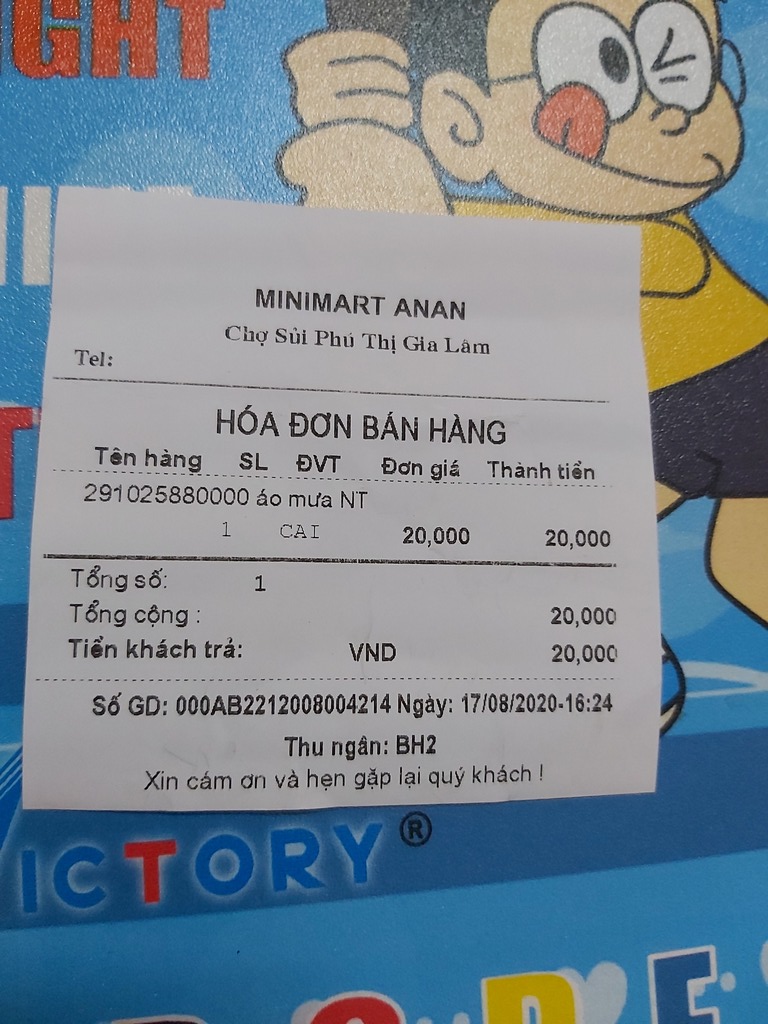 GHT
MINIMART ANAN
Chợ Sủi Phú Thị Gia Lâm
Tel:
HÓA ĐƠN BÁN HÀNG
Tên hàng SL ĐVT Đơn giá Thành tiền
291025880000 áo mưa NT
1 CAI 20,000 20,000
Tổng số: 1
Tổng cộng : 20,000
Tiền khách trả: VND 20,000
Số GD: 000AB2212008004214 Ngày: 17/08/2020-16:24
Thu ngân: BH2
Xin cám ơn và hẹn gặp lại quý khách !
ICTORY®